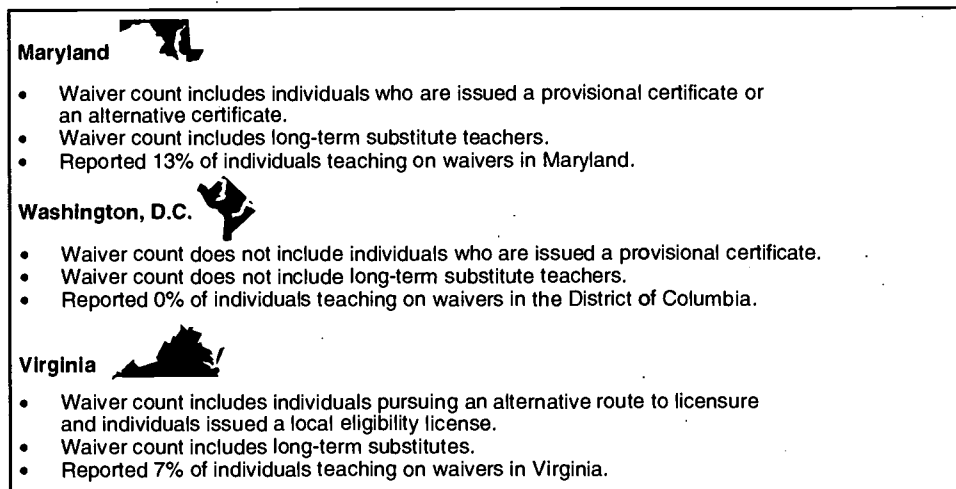 Maryland
• Waiver count includes individuals who are issued a provisional certificate or
an alternative certificate.
• Waiver count includes long-term substitute teachers.
• Reported 13% of individuals teaching on waivers in Maryland.
Washington, D.C.
• Waiver count does not include individuals who are issued a provisional certificate.
• Waiver count does not include long-term substitute teachers.
• Reported 0% of individuals teaching on waivers in the District of Columbia.
Virginia
• Waiver count includes individuals pursuing an alternative route to licensure
and individuals issued a local eligibility license.
• Waiver count includes long-term substitutes.
• Reported 7% of individuals teaching on waivers in Virginia.